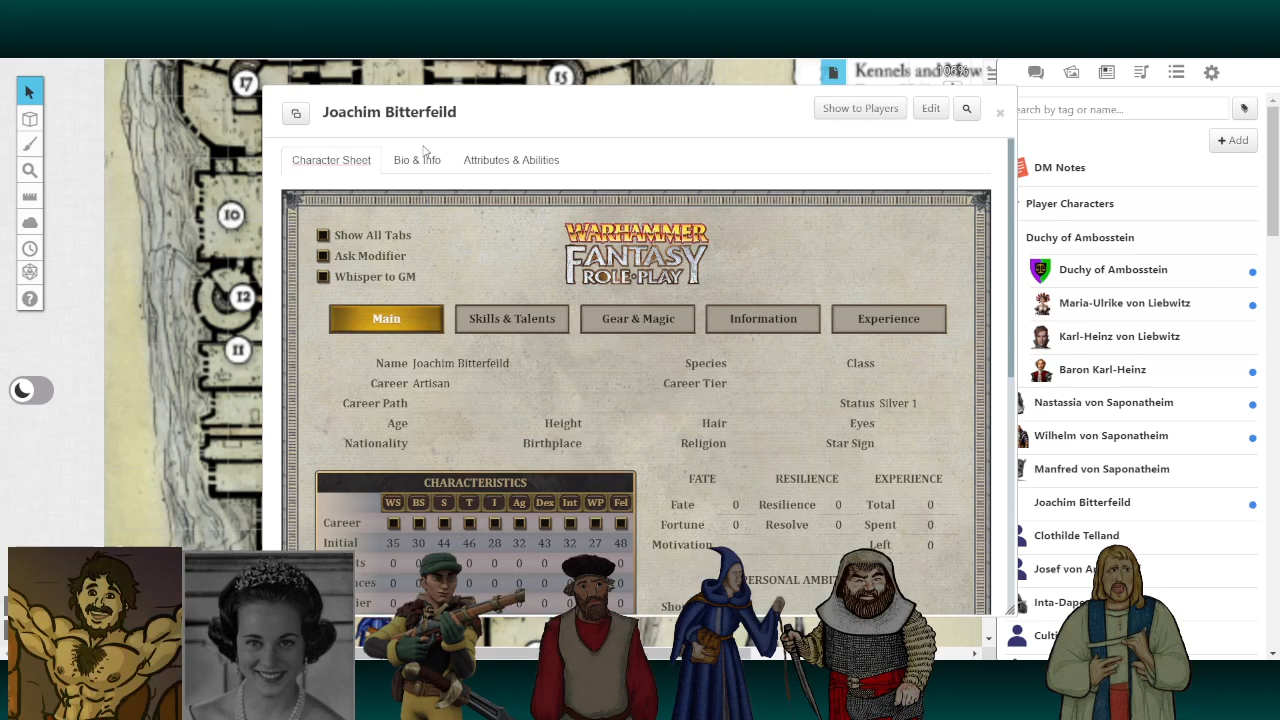 17
15
Kennels and
106%
Joachim Bitterfeild
Show to Players
Edit
Character Sheet
Bio & Info
Attributes & Abilities
Show All Tabs
Ask Modifier
Whisper to GM
WARHAMMER
FANTASY
ROLE·PLAY
Main
Skills & Talents
Gear & Magic
Information
Experience
Name Joachim Bitterfeild Species Class
Career Artisan Career Tier
Career Path Status Silver 1
Age Height Hair Eyes
Nationality Birthplace Religion Star Sign
CHARACTERISTICS
WS BS S T I Ag Dex Int WP Fel
Career
Initial 35 30 44 46 28 32 43 32 27 48
FATE RESILIENCE EXPERIENCE
Fate 0 Resilience 0 Total 0
Fortune 0 Resolve 0 Spent 0
Motivation Left 0
PERSONAL
10
12
11
earch by tag or name...
+ Add
DM Notes
Player Characters
Duchy of Ambosstein
Duchy of Ambosstein
Maria-Ulrike von Liebwitz
Karl-Heinz von Liebwitz
Baron Karl-Heinz
Nastassia von Saponatheim
Wilhelm von Saponatheim
Manfred von Saponatheim
Joachim Bitterfeild
Clothilde Telland
Josef von